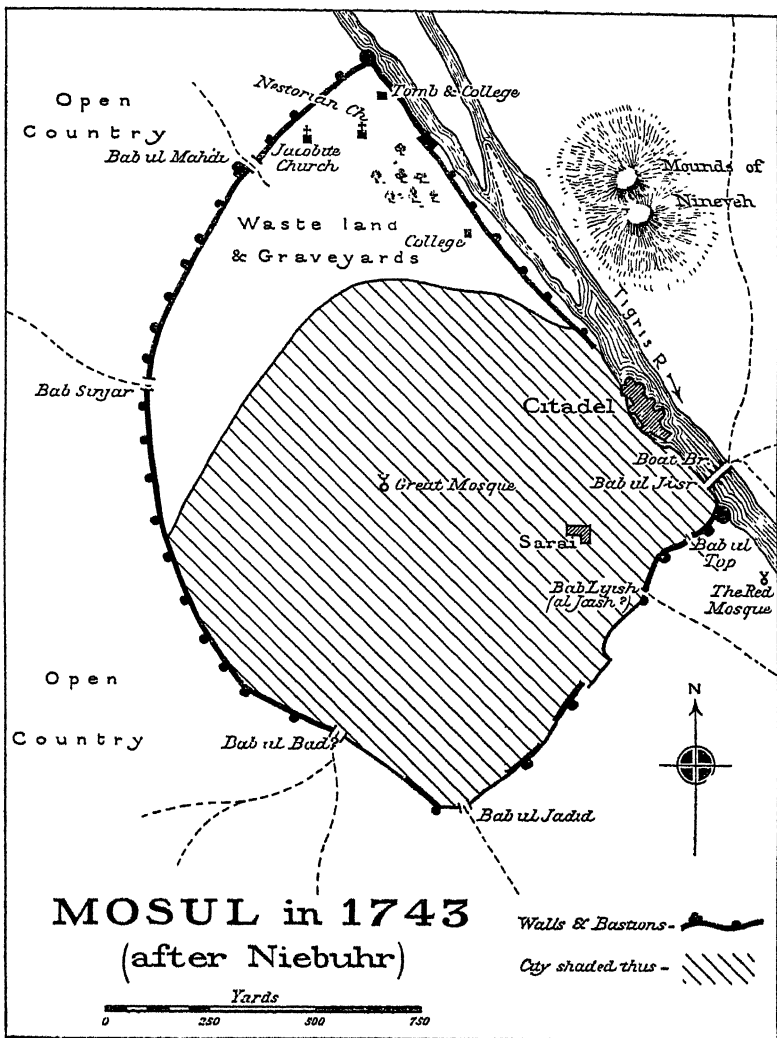 Open
Country
Nestorian Ch.
Tomb & College
Bab ul Mahdi
Jacobite
Church
Mounds of
Nineveh
Waste land
& Graveyards
College
Tigris R
Bab Sinjar
Citadel
Boat Br.
Bab ul Jisr
Great Mosque
Sarai
Bab ul
Top
Bab Lyish
(al Jaish ?)
The Red
Mosque
Open
Country
N
Bab ul Bad?
Bab ul Jadid
MOSUL in 1743
(after Niebuhr)
Walls & Bastions -
City shaded thus -
Yards
0 250 500 750